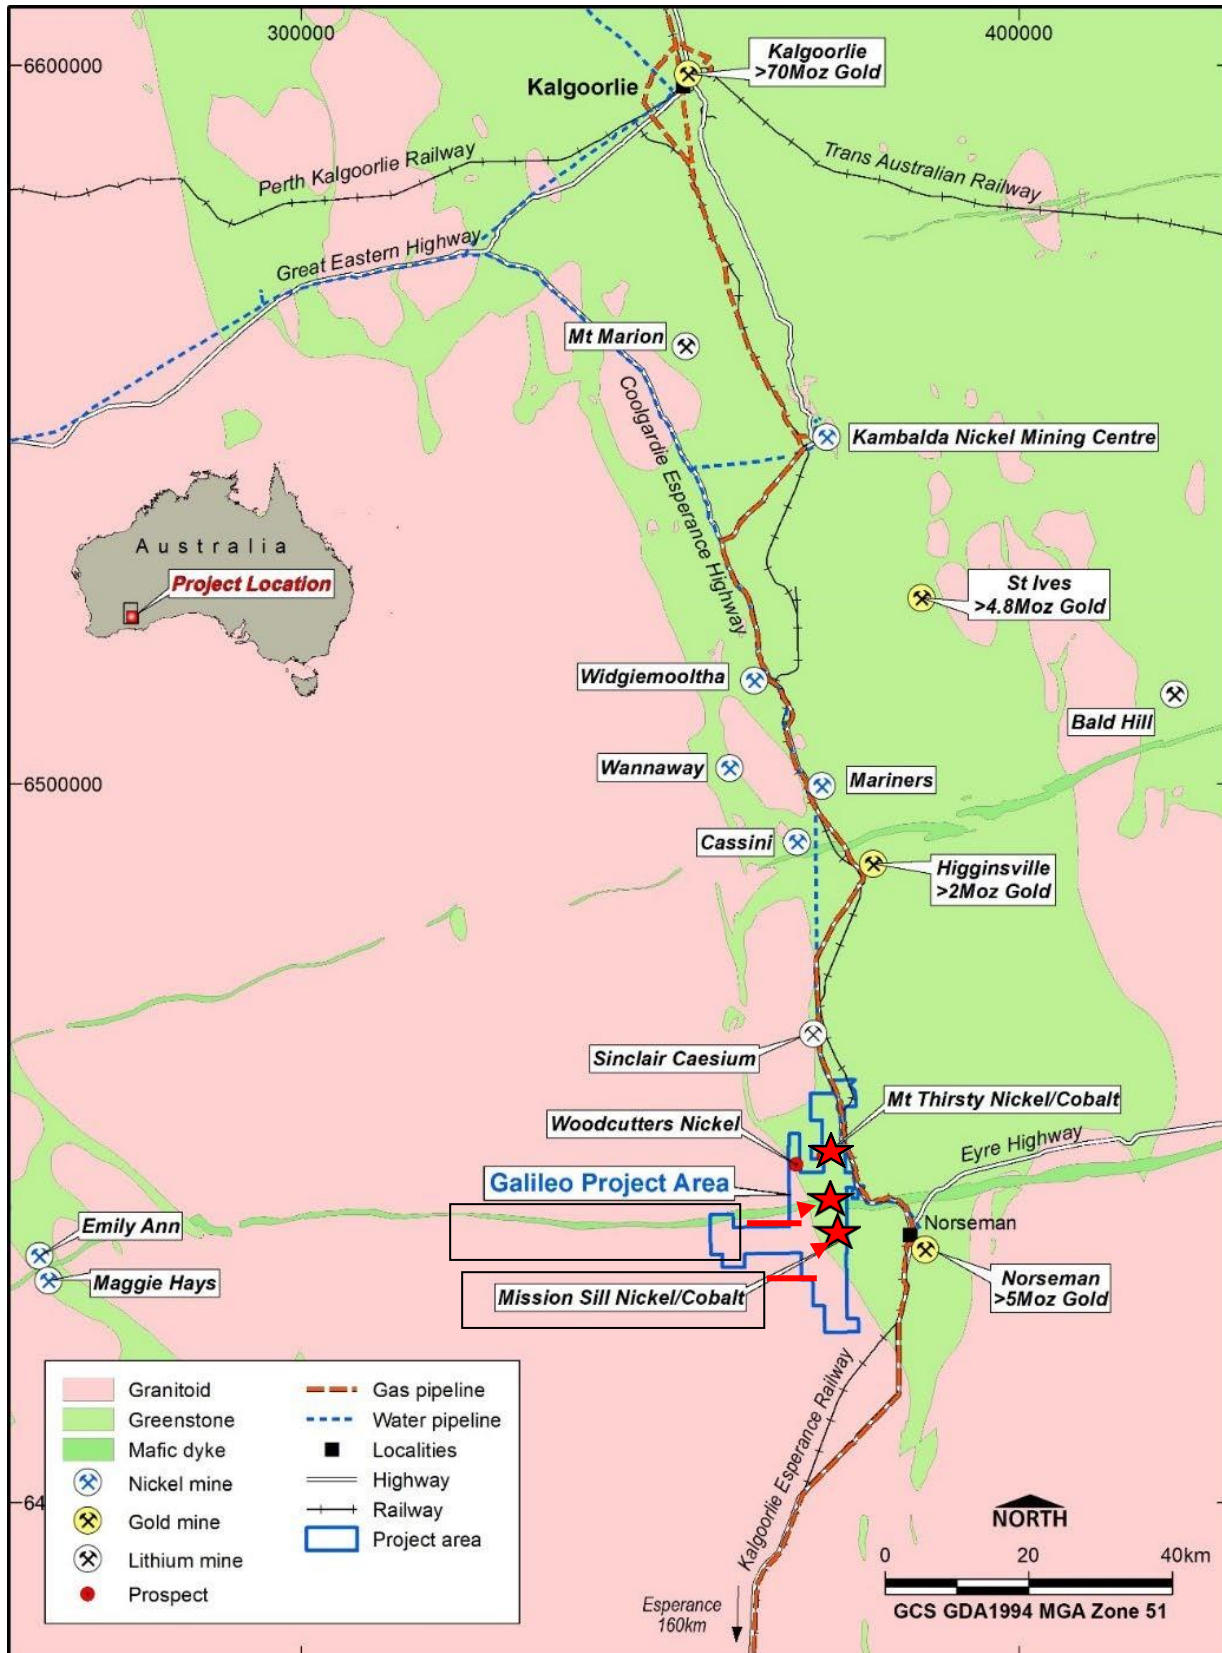 300000
400000
6600000
Kalgoorlie
>70Moz Gold
Kalgoorlie
Perth Kalgoorlie Railway
Trans Australian Railway
Great Eastern Highway
Mt Marion
Coolgardie Esperance Highway
Kambalda Nickel Mining Centre
Australia
Project Location
St Ives
>4.8Moz Gold
Widgiemooltha
Bald Hill
Wannaway
Mariners
6500000
Cassini
Higginsville
>2Moz Gold
Sinclair Caesium
Mt Thirsty Nickel/Cobalt
Woodcutters Nickel
Eyre Highway
Galileo Project Area
Emily Ann
Norseman
Maggie Hays
Mission Sill Nickel/Cobalt
Norseman
>5Moz Gold
Kalgoorlie Esperance Railway
Granitoid
Greenstone
Mafic dyke
Nickel mine
Gold mine
Lithium mine
Prospect
Gas pipeline
Water pipeline
Localities
Highway
Railway
Project area
64
NORTH
0 20 40km
GCS GDA1994 MGA Zone 51
Esperance
160km